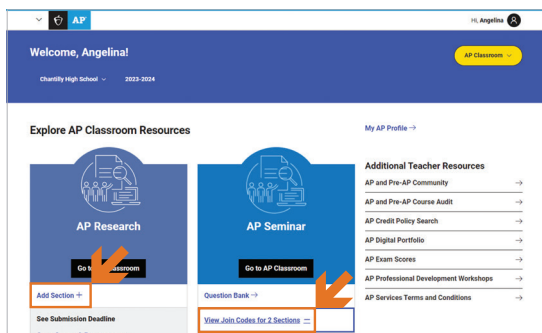 AP
Hi, Angelina
Welcome, Angelina!
AP Classroom
Chantilly High School
2023-2024
Explore AP Classroom Resources
My AP Profile →
AP Research
Go to Classroom
Add Section +
See Submission Deadline
AP Seminar
Go to AP Classroom
Question Bank →
View Join Codes for 2 Sections −
Additional Teacher Resources
AP and Pre-AP Community →
AP and Pre-AP Course Audit →
AP Credit Policy Search →
AP Digital Portfolio →
AP Exam Scores →
AP Professional Development Workshops →
AP Services Terms and Conditions →